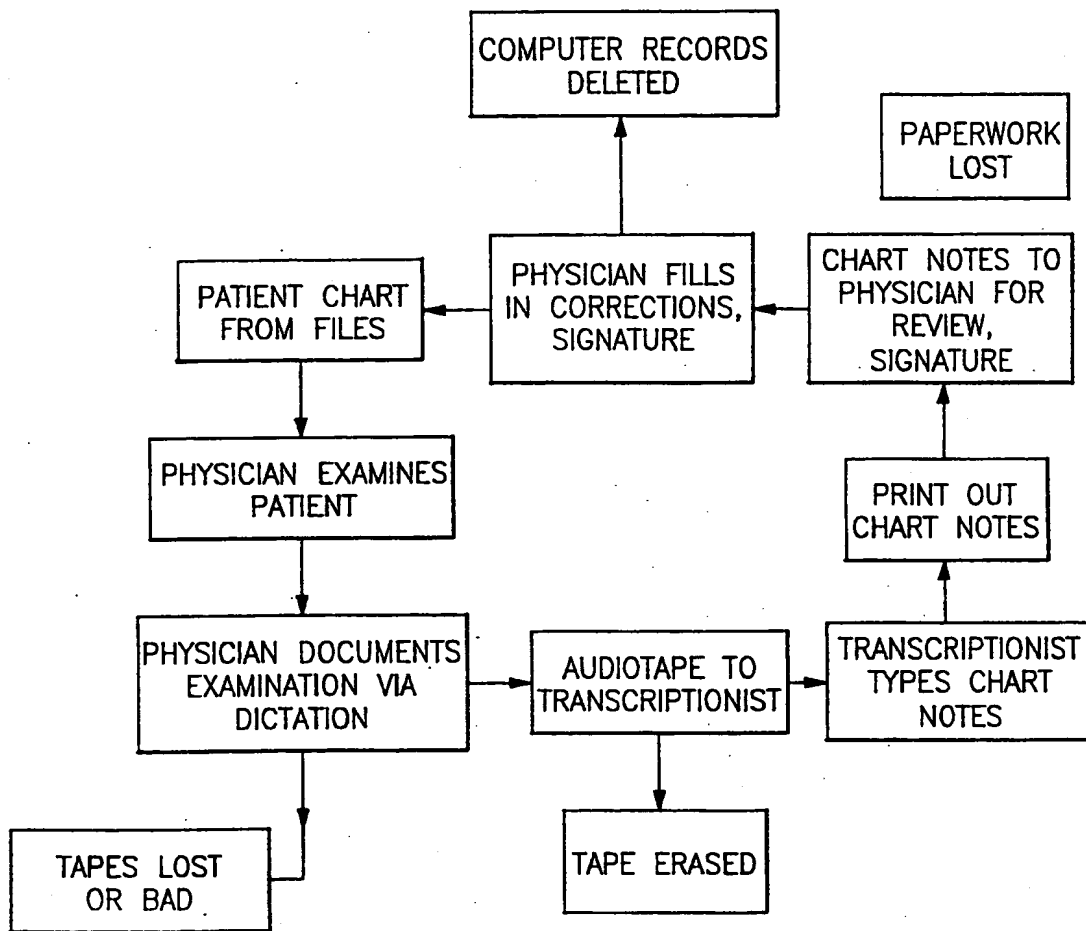 COMPUTER RECORDS
DELETED
PAPERWORK
LOST
PATIENT CHART
FROM FILES
PHYSICIAN FILLS
IN CORRECTIONS,
SIGNATURE
CHART NOTES TO
PHYSICIAN FOR
REVIEW,
SIGNATURE
PHYSICIAN EXAMINES
PATIENT
PRINT OUT
CHART NOTES
PHYSICIAN DOCUMENTS
EXAMINATION VIA
DICTATION
AUDIOTAPE TO
TRANSCRIPTIONIST
TRANSCRIPTIONIST
TYPES CHART
NOTES
TAPES LOST
OR BAD
TAPE ERASED